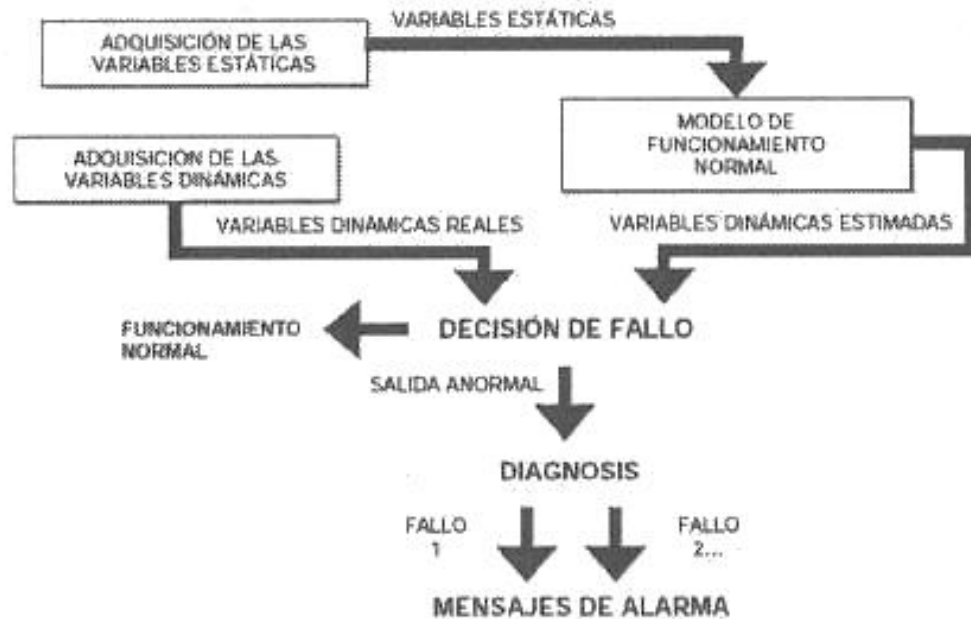 VARIABLES ESTÁTICAS
ADQUISICIÓN DE LAS
VARIABLES ESTÁTICAS
MODELO DE
FUNCIONAMIENTO
NORMAL
ADQUISICIÓN DE LAS
VARIABLES DINÁMICAS
VARIABLES DINÁMICAS REALES
VARIABLES DINÁMICAS ESTIMADAS
FUNCIONAMIENTO
NORMAL
DECISIÓN DE FALLO
SALIDA ANORMAL
DIAGNOSIS
FALLO
1
FALLO
2...
MENSAJES DE ALARMA